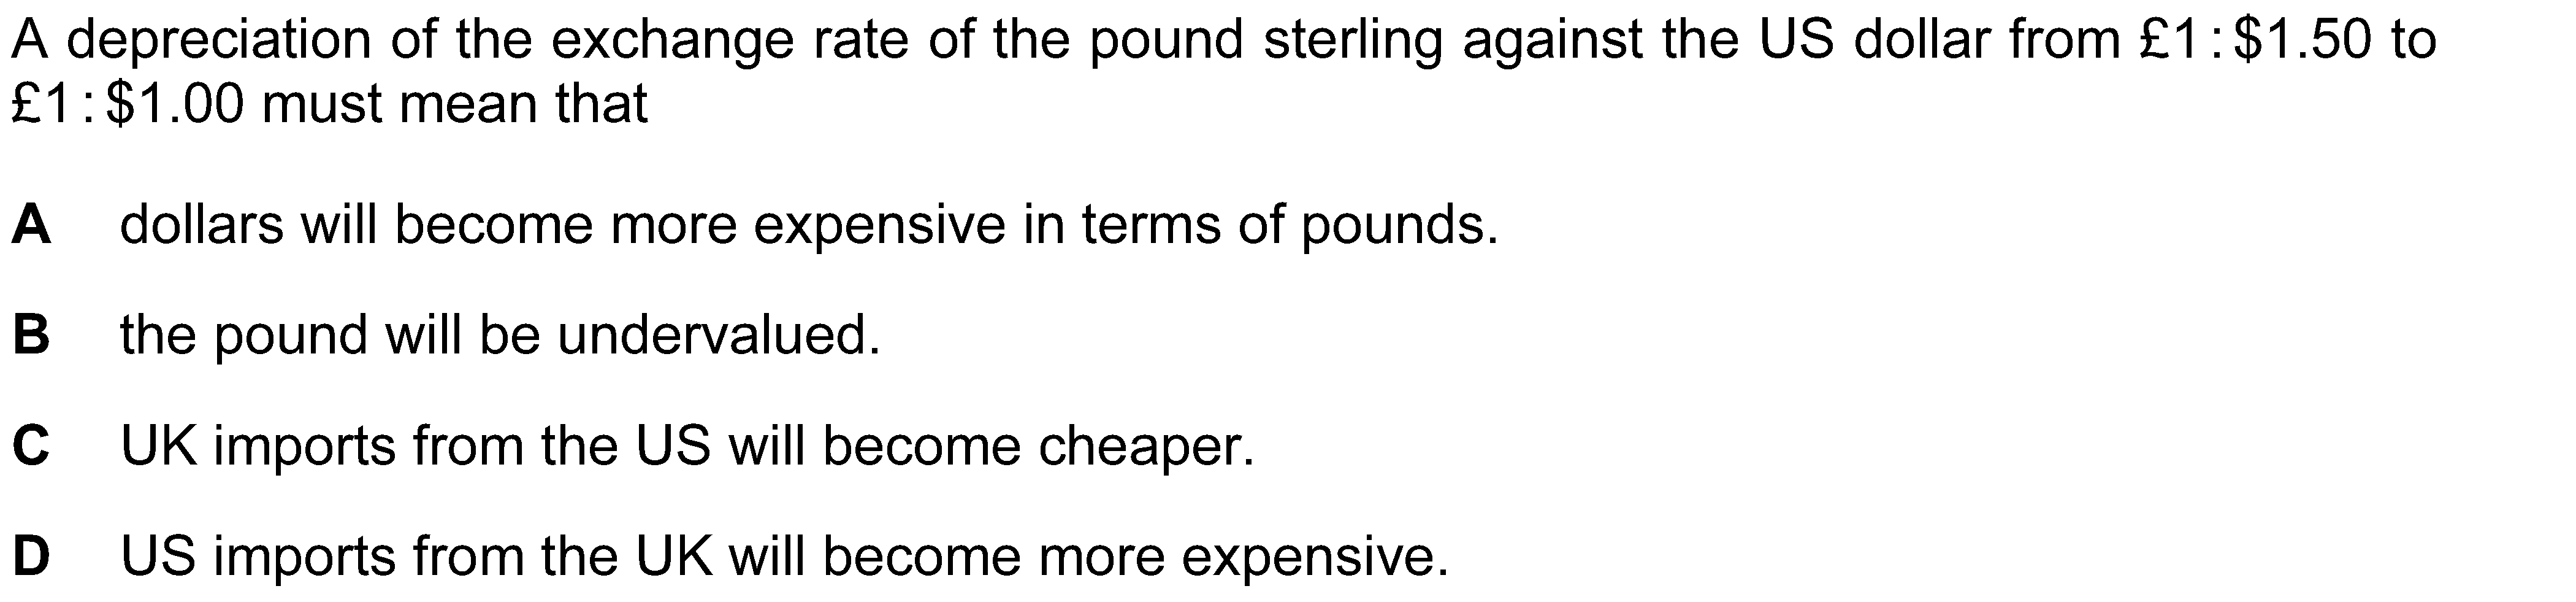 A depreciation of the exchange rate of the pound sterling against the US dollar from £1 : $1.50 to
£1 : $1.00 must mean that
A dollars will become more expensive in terms of pounds.
B the pound will be undervalued.
C UK imports from the US will become cheaper.
D US imports from the UK will become more expensive.